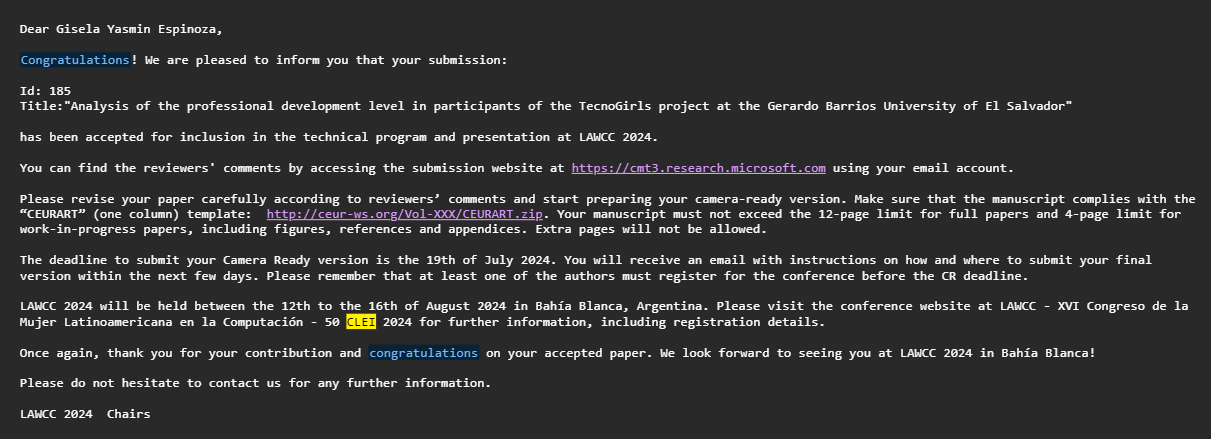 Dear Gisela Yasmin Espinoza,
Congratulations! We are pleased to inform you that your submission:
Id: 185
Title:"Analysis of the professional development level in participants of the TecnoGirls project at the Gerardo Barrios University of El Salvador"
has been accepted for inclusion in the technical program and presentation at LAWCC 2024.
You can find the reviewers' comments by accessing the submission website at https://cmt3.research.microsoft.com using your email account.
Please revise your paper carefully according to reviewers’ comments and start preparing your camera-ready version. Make sure that the manuscript complies with the
“CEURART” (one column) template:  http://ceur-ws.org/Vol-XXX/CEURART.zip. Your manuscript must not exceed the 12-page limit for full papers and 4-page limit for
work-in-progress papers, including figures, references and appendices. Extra pages will not be allowed.
The deadline to submit your Camera Ready version is the 19th of July 2024. You will receive an email with instructions on how and where to submit your final
version within the next few days. Please remember that at least one of the authors must register for the conference before the CR deadline.
LAWCC 2024 will be held between the 12th to the 16th of August 2024 in Bahía Blanca, Argentina. Please visit the conference website at LAWCC - XVI Congreso de la
Mujer Latinoamericana en la Computación - 50 CLEI 2024 for further information, including registration details.
Once again, thank you for your contribution and congratulations on your accepted paper. We look forward to seeing you at LAWCC 2024 in Bahía Blanca!
Please do not hesitate to contact us for any further information.
LAWCC 2024  Chairs